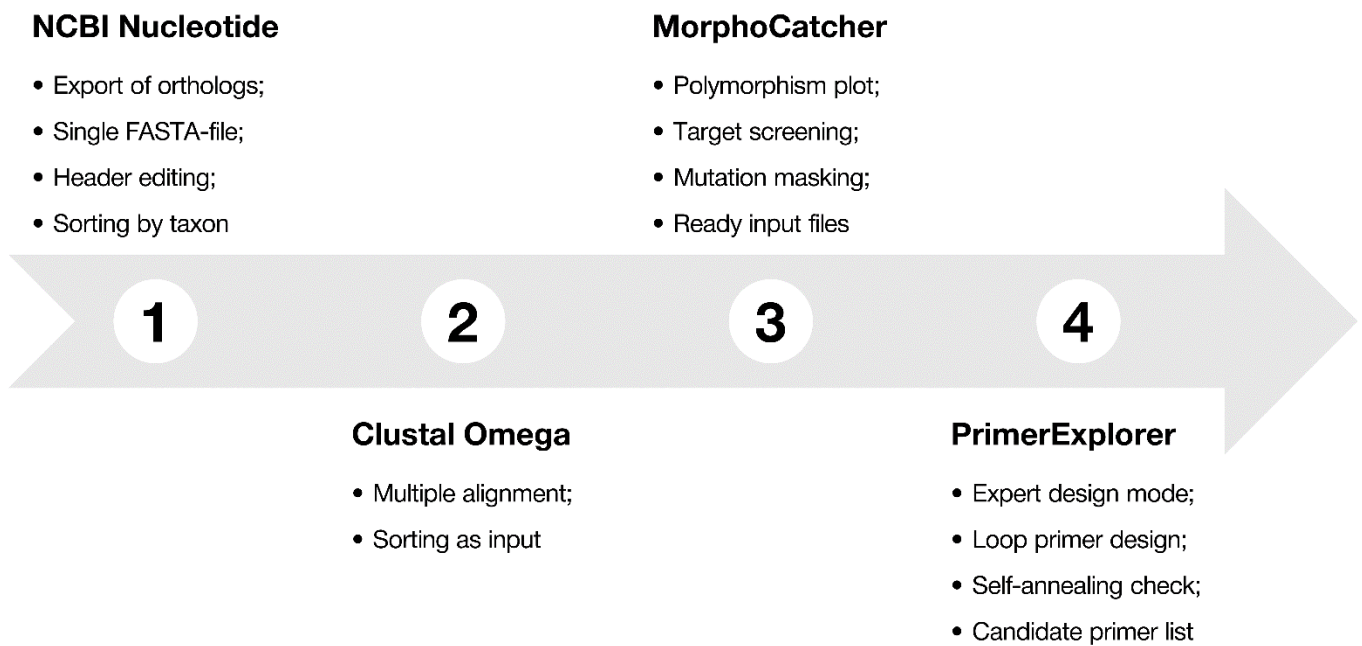 NCBI Nucleotide
• Export of orthologs;
• Single FASTA-file;
• Header editing;
• Sorting by taxon
MorphoCatcher
• Polymorphism plot;
• Target screening;
• Mutation masking;
• Ready input files
1
2
3
4
Clustal Omega
• Multiple alignment;
• Sorting as input
PrimerExplorer
• Expert design mode;
• Loop primer design;
• Self-annealing check;
• Candidate primer list